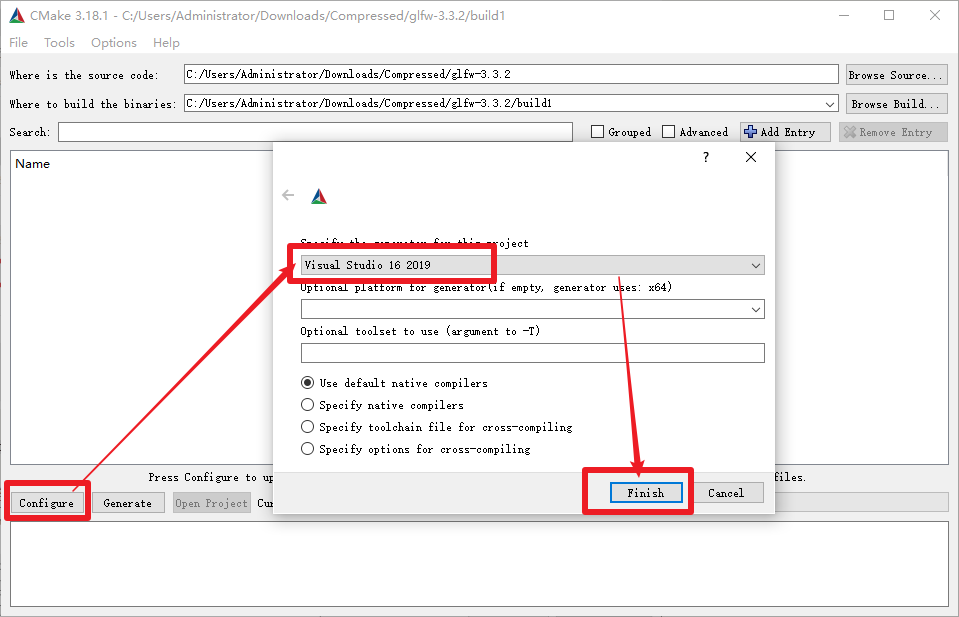 CMake 3.18.1 - C:/Users/Administrator/Downloads/Compressed/glfw-3.3.2/build1
File Tools Options Help
Where is the source code: C:/Users/Administrator/Downloads/Compressed/glfw-3.3.2 Browse Source...
Where to build the binaries: C:/Users/Administrator/Downloads/Compressed/glfw-3.3.2/build1 Browse Build...
Search: Grouped Advanced Add Entry Remove Entry
Name
?
Specify the generator for this project
Visual Studio 16 2019
Optional platform for generator(if empty, generator uses: x64)
Optional toolset to use (argument to -T)
Use default native compilers
Specify native compilers
Specify toolchain file for cross-compiling
Specify options for cross-compiling
Press Configure to up les.
Configure Generate Open Project Cur Finish Cancel